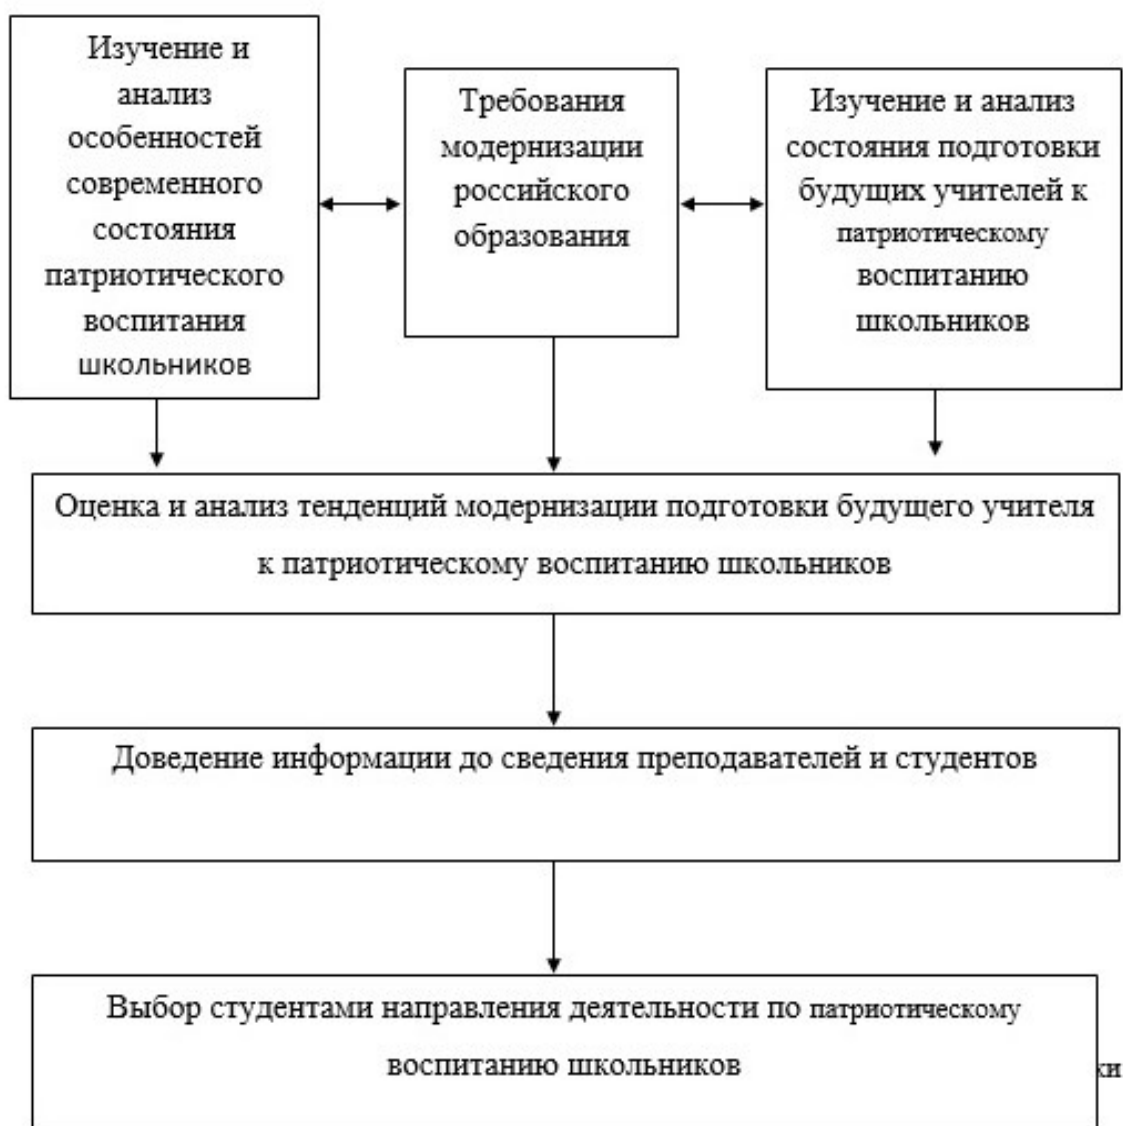 Изучение и
анализ
особенностей
современного
состояния
патриотического
воспитания
школьников
Требования
модернизации
российского
образования
Изучение и анализ
состояния подготовки
будущих учителей к
патриотическому
воспитанию
школьников
Оценка и анализ тенденций модернизации подготовки будущего учителя
к патриотическому воспитанию школьников
Доведение информации до сведения преподавателей и студентов
Выбор студентами направления деятельности по патриотическому
воспитанию школьников